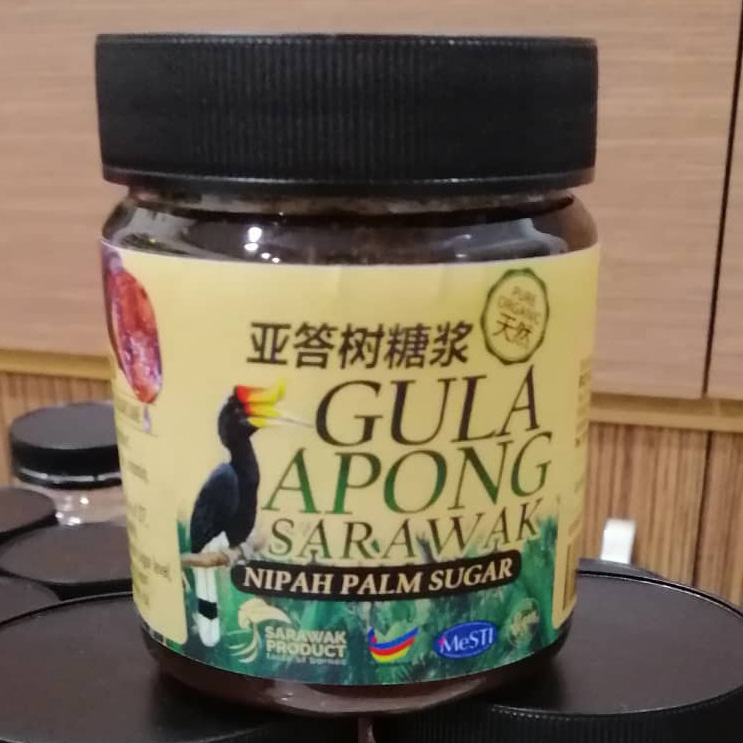 PURE
ORGANIC
天然
亚答树糖浆
GULA
APONG
SARAWAK
NIPAH PALM SUGAR
SARAWAK
PRODUCT
MeSTI